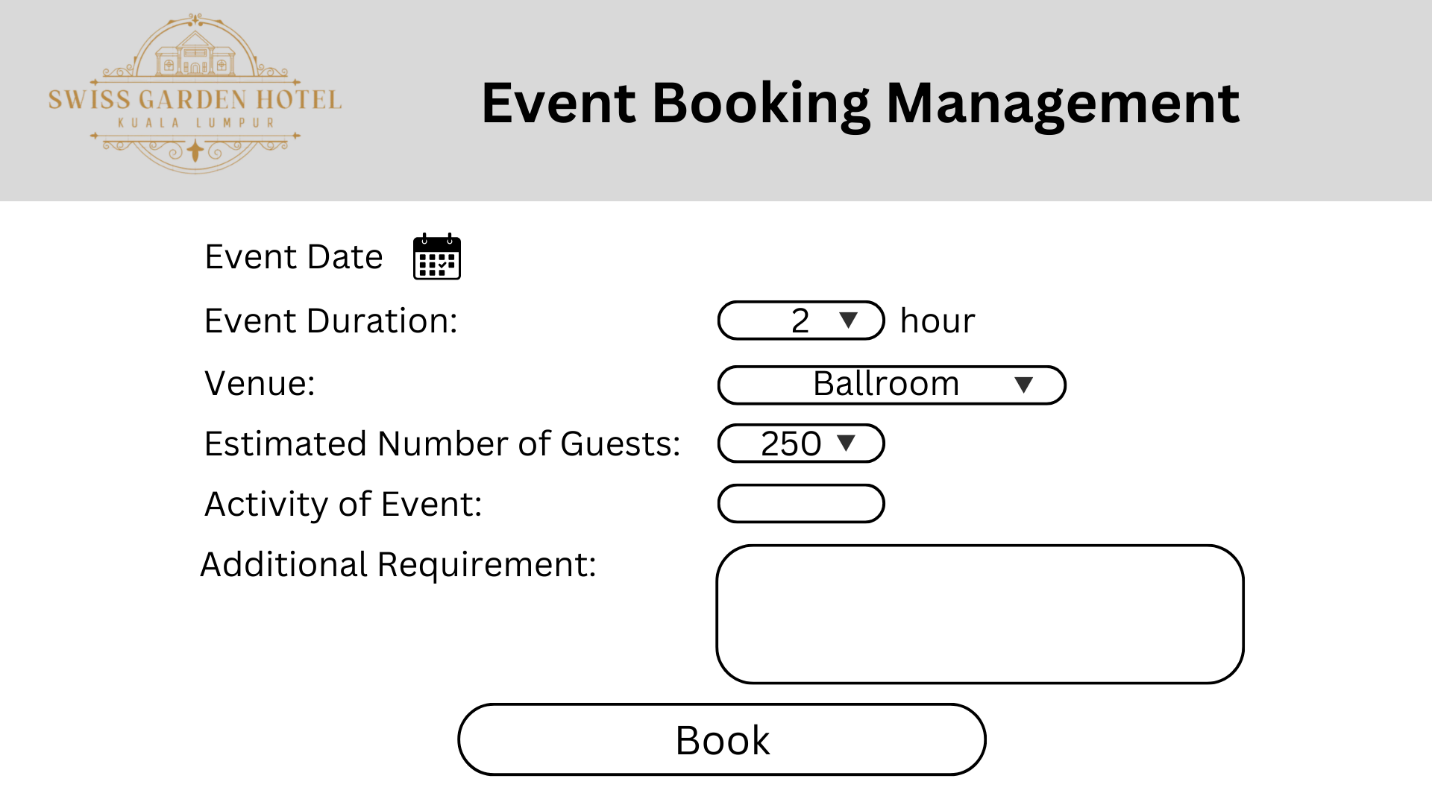 SWISS GARDEN HOTEL
KUALA LUMPUR
Event Booking Management
Event Date
Event Duration: 2 ▼ hour
Venue: Ballroom ▼
Estimated Number of Guests: 250 ▼
Activity of Event:
Additional Requirement:
Book